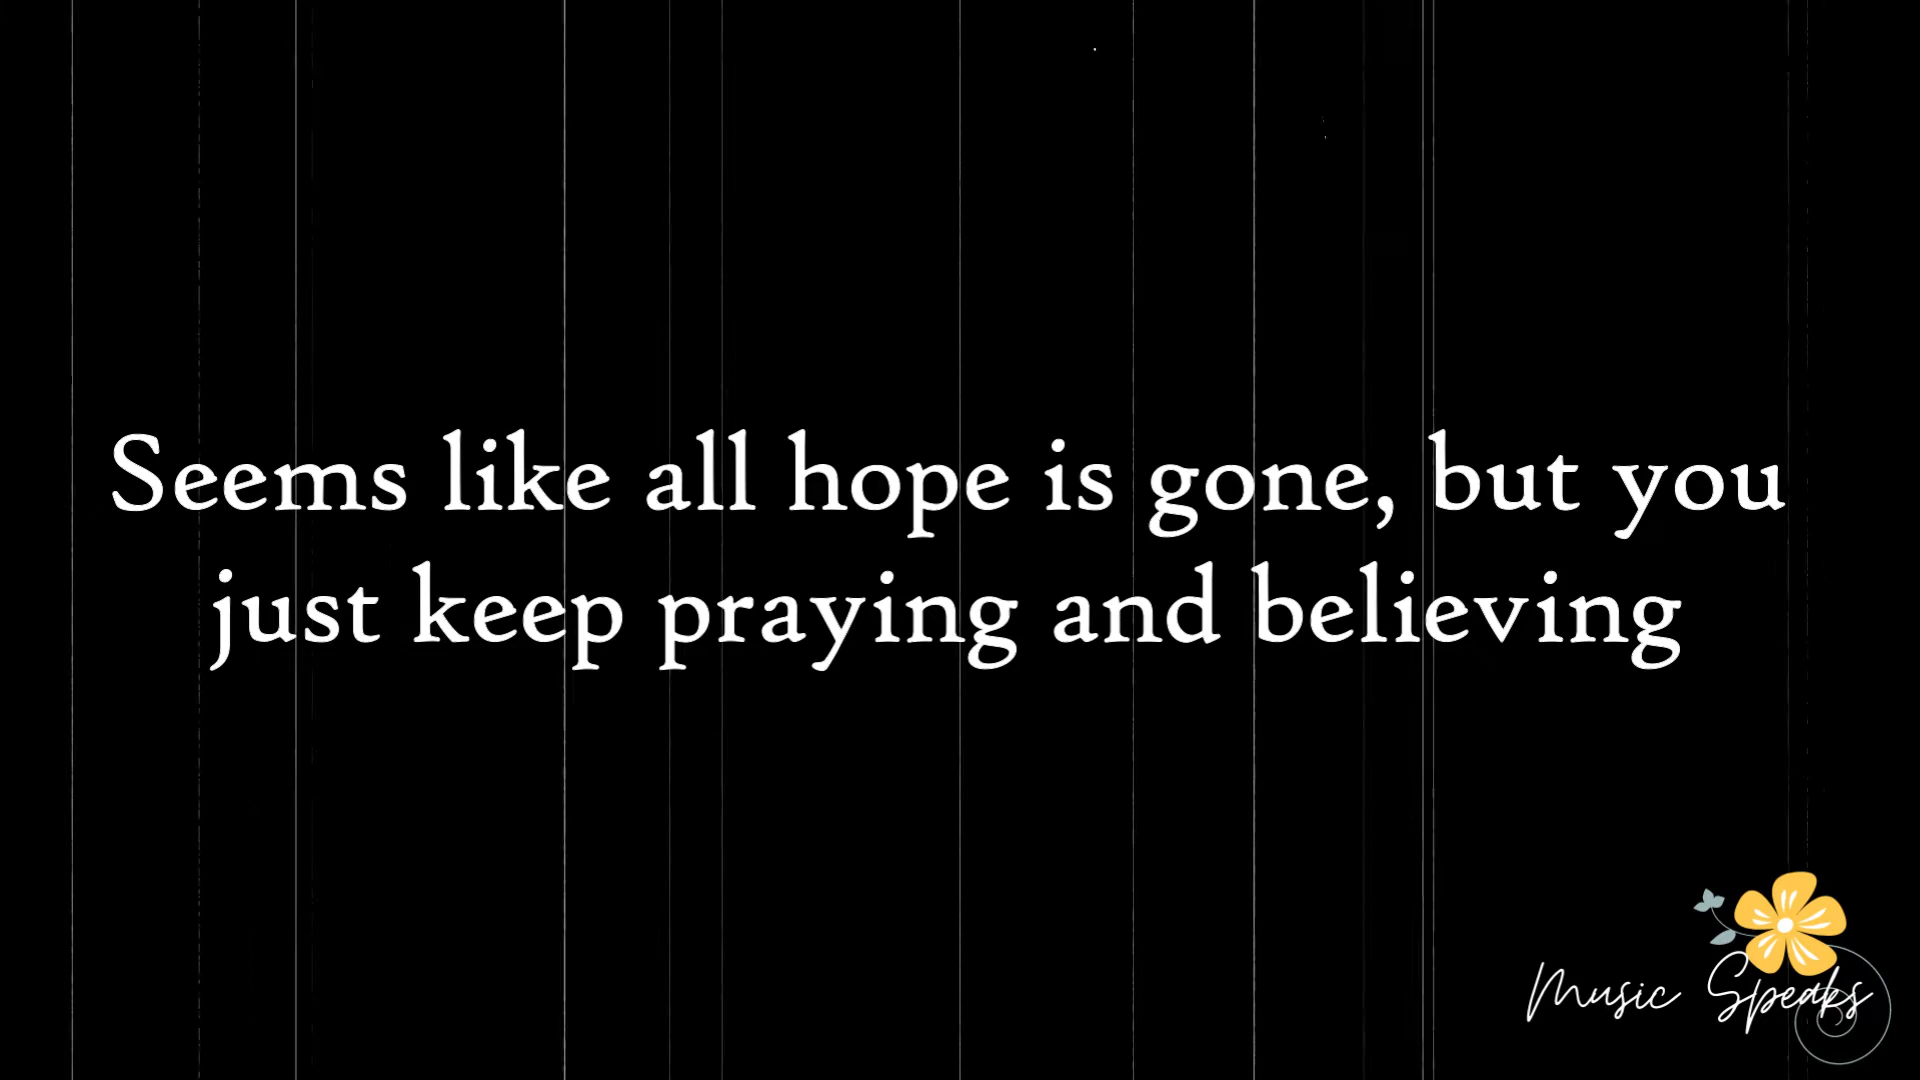 Seems like all hope is gone, but you
just keep praying and believing
Music Speaks